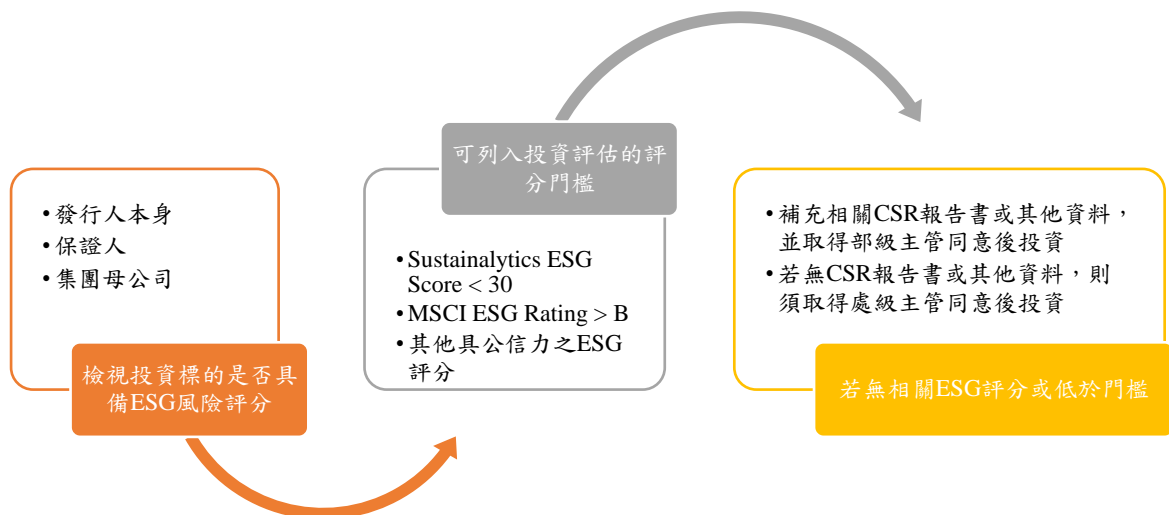 •發行人本身
•保證人
•集團母公司
檢視投資標的是否具
備ESG風險評分
可列入投資評估的評
分門檻
•Sustainalytics ESG
Score < 30
•MSCI ESG Rating > B
•其他具公信力之ESG
評分
•補充相關CSR報告書或其他資料，
並取得部級主管同意後投資
•若無CSR報告書或其他資料，則
須取得處級主管同意後投資
若無相關ESG評分或低於門檻